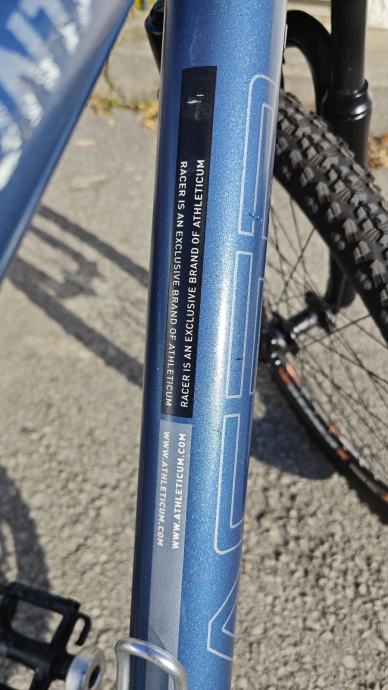 RACER IS AN EXCLUSIVE BRAND OF ATHLETICUM
RACER IS AN EXCLUSIVE BRAND OF ATHLETICUM
WWW.ATHLETICUM.COM
WWW.ATHLETICUM.COM